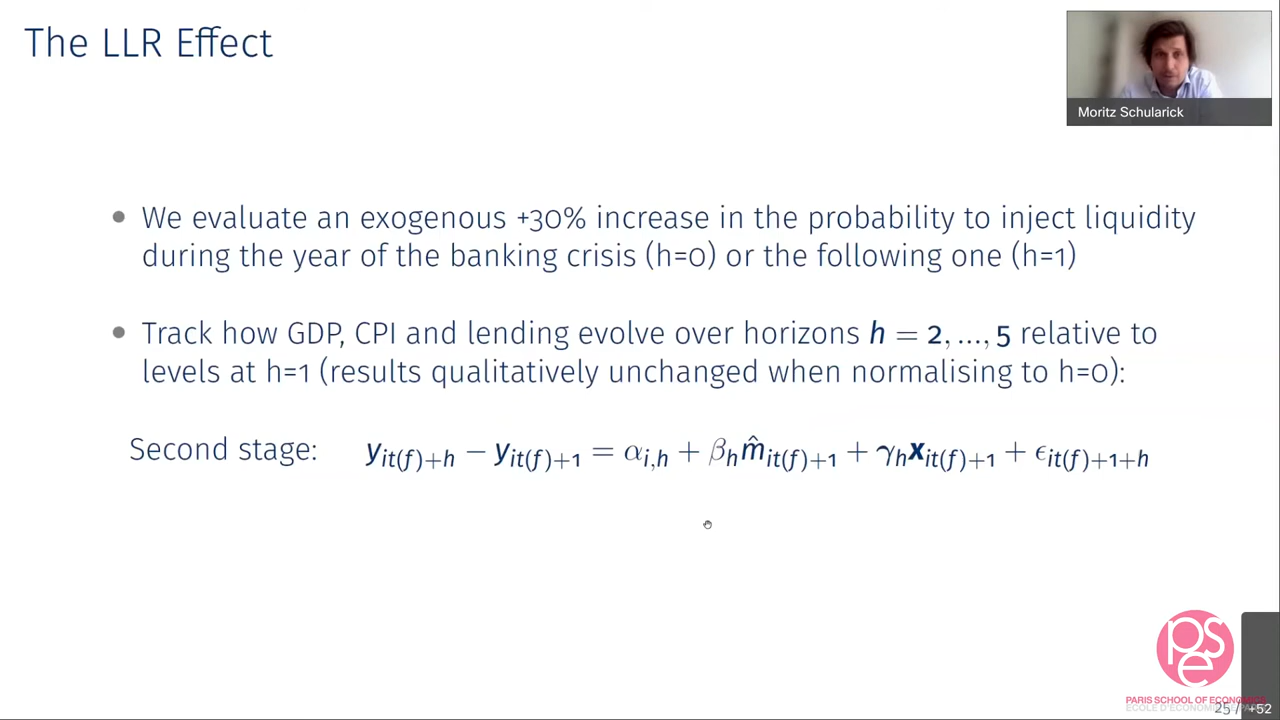 The LLR Effect
Moritz Schularick
• We evaluate an exogenous +30% increase in the probability to inject liquidity
during the year of the banking crisis (h=0) or the following one (h=1)
• Track how GDP, CPI and lending evolve over horizons h = 2, ..., 5 relative to
levels at h=1 (results qualitatively unchanged when normalising to h=0):
Second stage: y_{it(f)+h} − y_{it(f)+1} = α_{i,h} + β_h m̂_{it(f)+1} + γ_h x_{it(f)+1} + ϵ_{it(f)+1+h}
pse
PARIS SCHOOL OF ECONOMICS
25 / +52